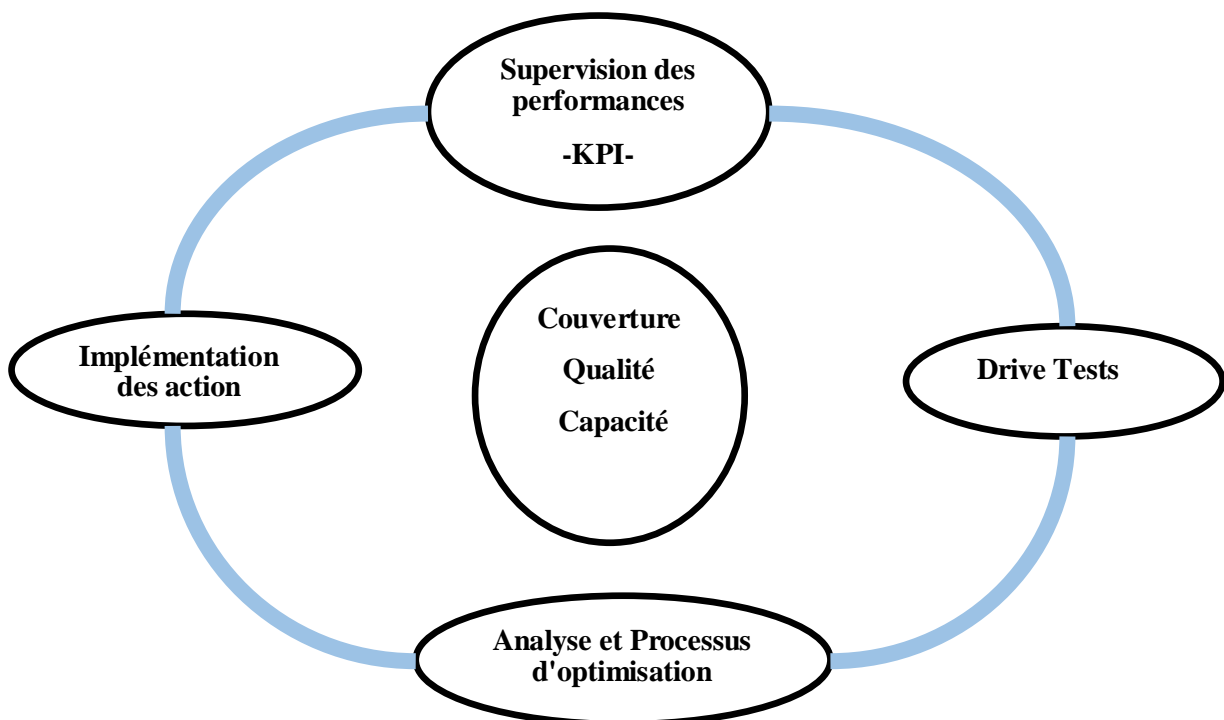 Supervision des
performances
-KPI-
Couverture
Qualité
Capacité
Implémentation
des action
Drive Tests
Analyse et Processus
d'optimisation